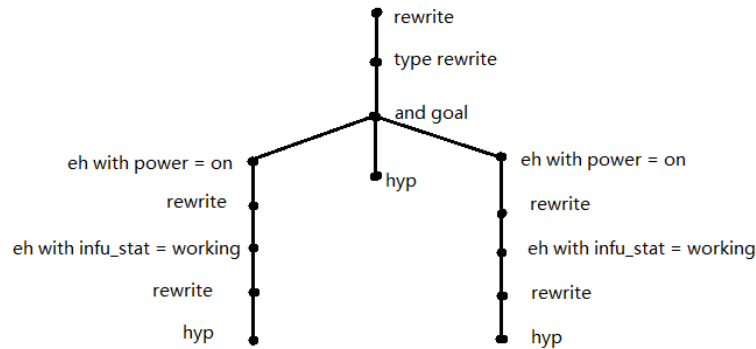 rewrite
type rewrite
and goal
eh with power = on
hyp
eh with power = on
rewrite
rewrite
eh with infu_stat = working
eh with infu_stat = working
rewrite
rewrite
hyp
hyp